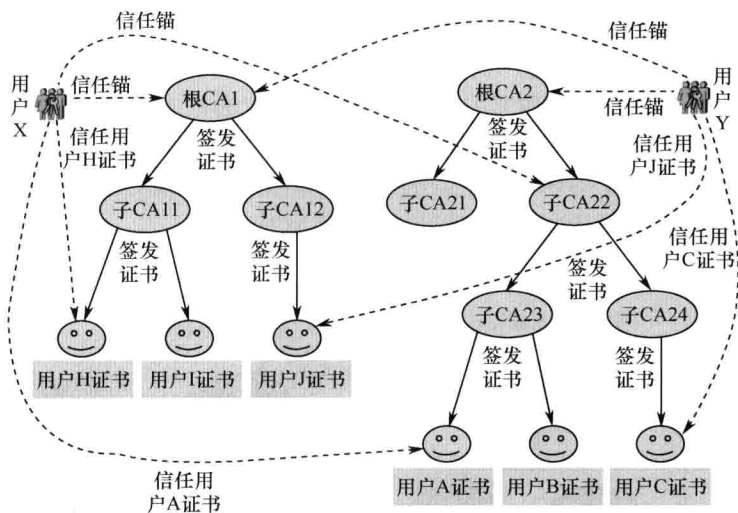 信任锚
信任锚
用
户
X
信任锚
根CA1
根CA2
信任锚
用
户
Y
信任用
户H证书
签发
证书
签发
证书
信任用
户J证书
子CA11
子CA12
子CA21
子CA22
签发
证书
签发
证书
签发
证书
信任用
户C证书
子CA23
子CA24
用户H证书
用户I证书
用户J证书
签发
证书
签发
证书
用户A证书
用户B证书
用户C证书
信任用
户A证书